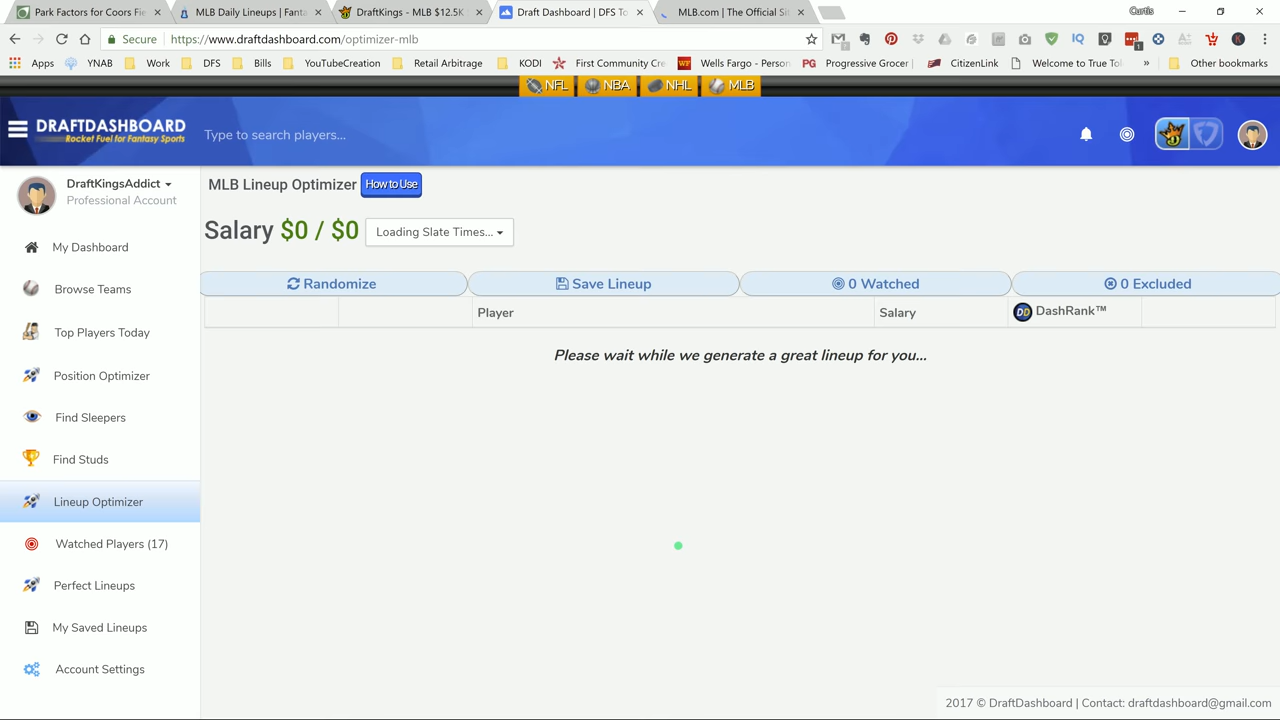 Park Factors for Coors Fie
MLB Daily Lineups | Fanta
DraftKings - MLB $12.5K
Draft Dashboard | DFS To
MLB.com | The Official Si
Curtis
Secure
https://www.draftdashboard.com/optimizer-mlb
Apps
YNAB
Work
DFS
Bills
YouTubeCreation
Retail Arbitrage
KODI
First Community Cre
Wells Fargo - Person
Progressive Grocer |
CitizenLink
Welcome to True Tol
»
Other bookmarks
NFL
NBA
NHL
MLB
DRAFTDASHBOARD
Rocket Fuel for Fantasy Sports
Type to search players...
DraftKingsAddict
Professional Account
My Dashboard
Browse Teams
Top Players Today
Position Optimizer
Find Sleepers
Find Studs
Lineup Optimizer
Watched Players (17)
Perfect Lineups
My Saved Lineups
Account Settings
MLB Lineup Optimizer How to Use
Salary $0 / $0 Loading Slate Times...
Randomize Save Lineup 0 Watched 0 Excluded
Player Salary DD DashRank™
Please wait while we generate a great lineup for you...
2017 © DraftDashboard | Contact: draftdashboard@gmail.com